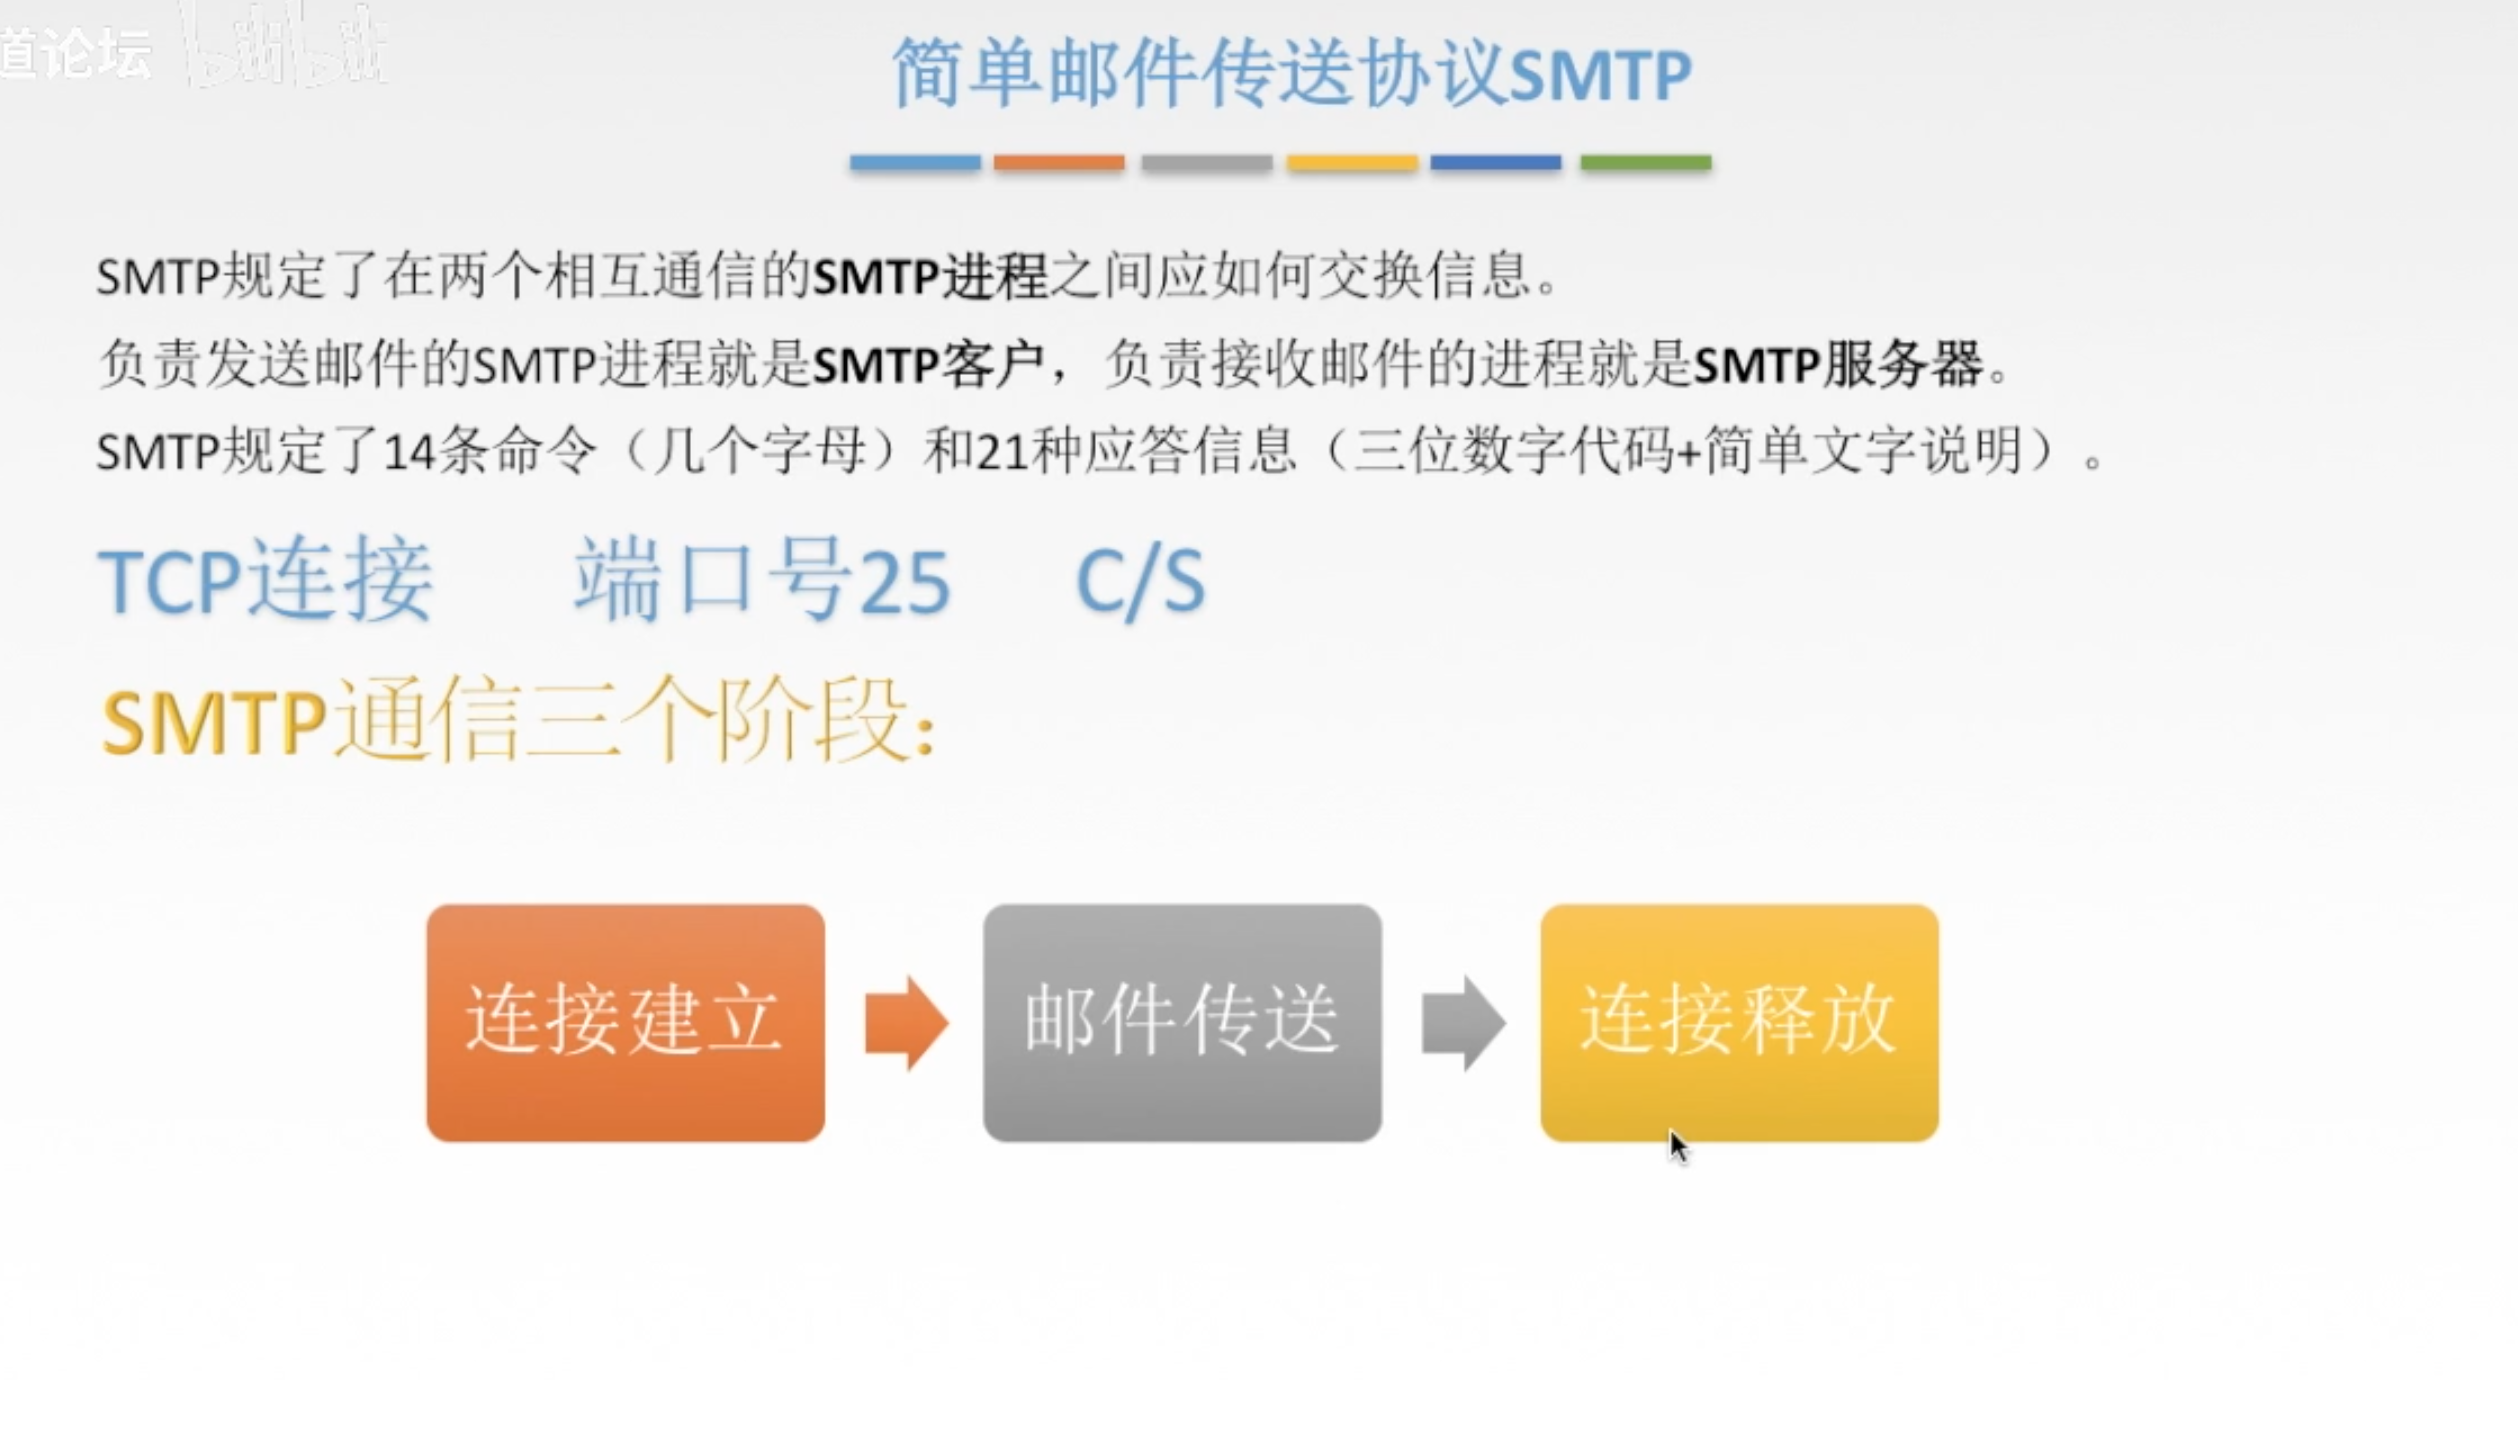 道论坛 bilibili
简单邮件传送协议SMTP
SMTP规定了在两个相互通信的SMTP进程之间应如何交换信息。
负责发送邮件的SMTP进程就是SMTP客户，负责接收邮件的进程就是SMTP服务器。
SMTP规定了14条命令（几个字母）和21种应答信息（三位数字代码+简单文字说明）。
TCP连接 端口号25 C/S
SMTP通信三个阶段:
连接建立 邮件传送 连接释放